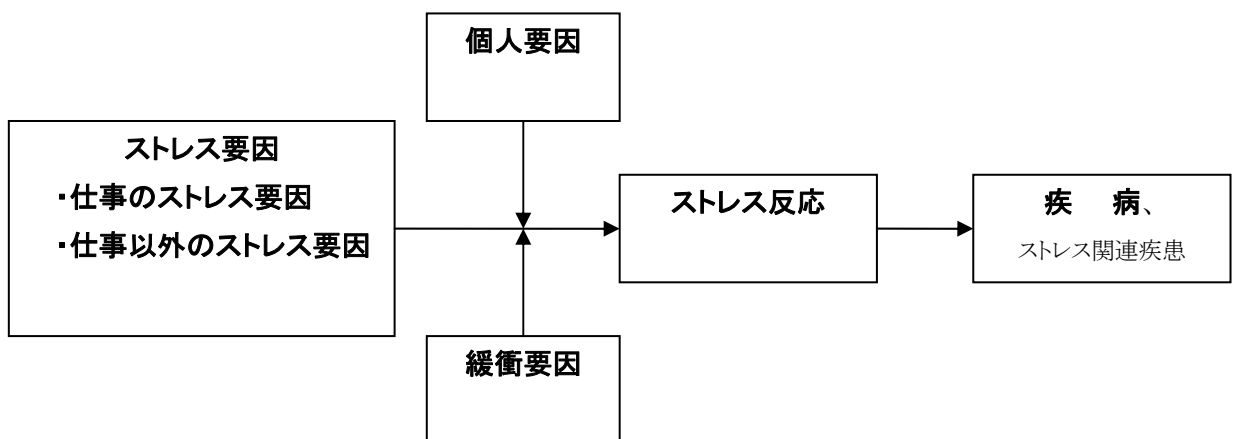 個人要因
ストレス要因
・仕事のストレス要因
・仕事以外のストレス要因
ストレス反応
疾　病、
ストレス関連疾患
緩衝要因